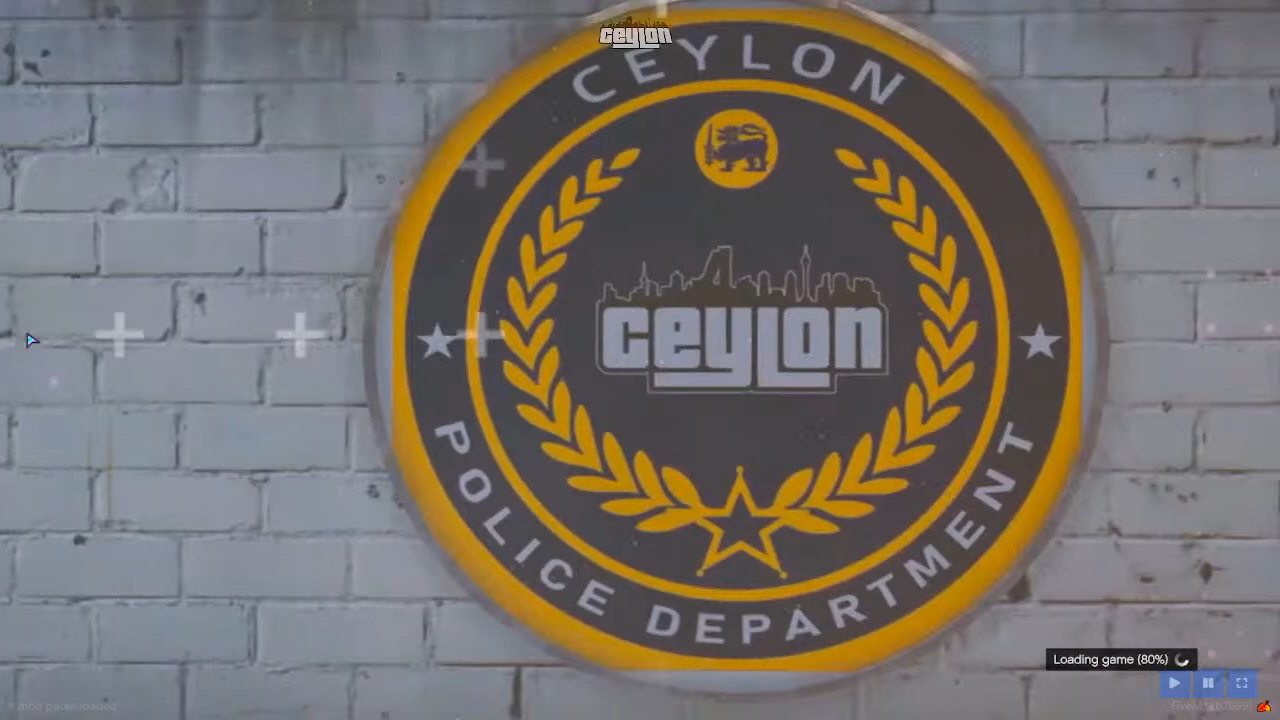 ceylon
CEYLON
ceylon
POLICE DEPARTMENT
Loading game (80%)